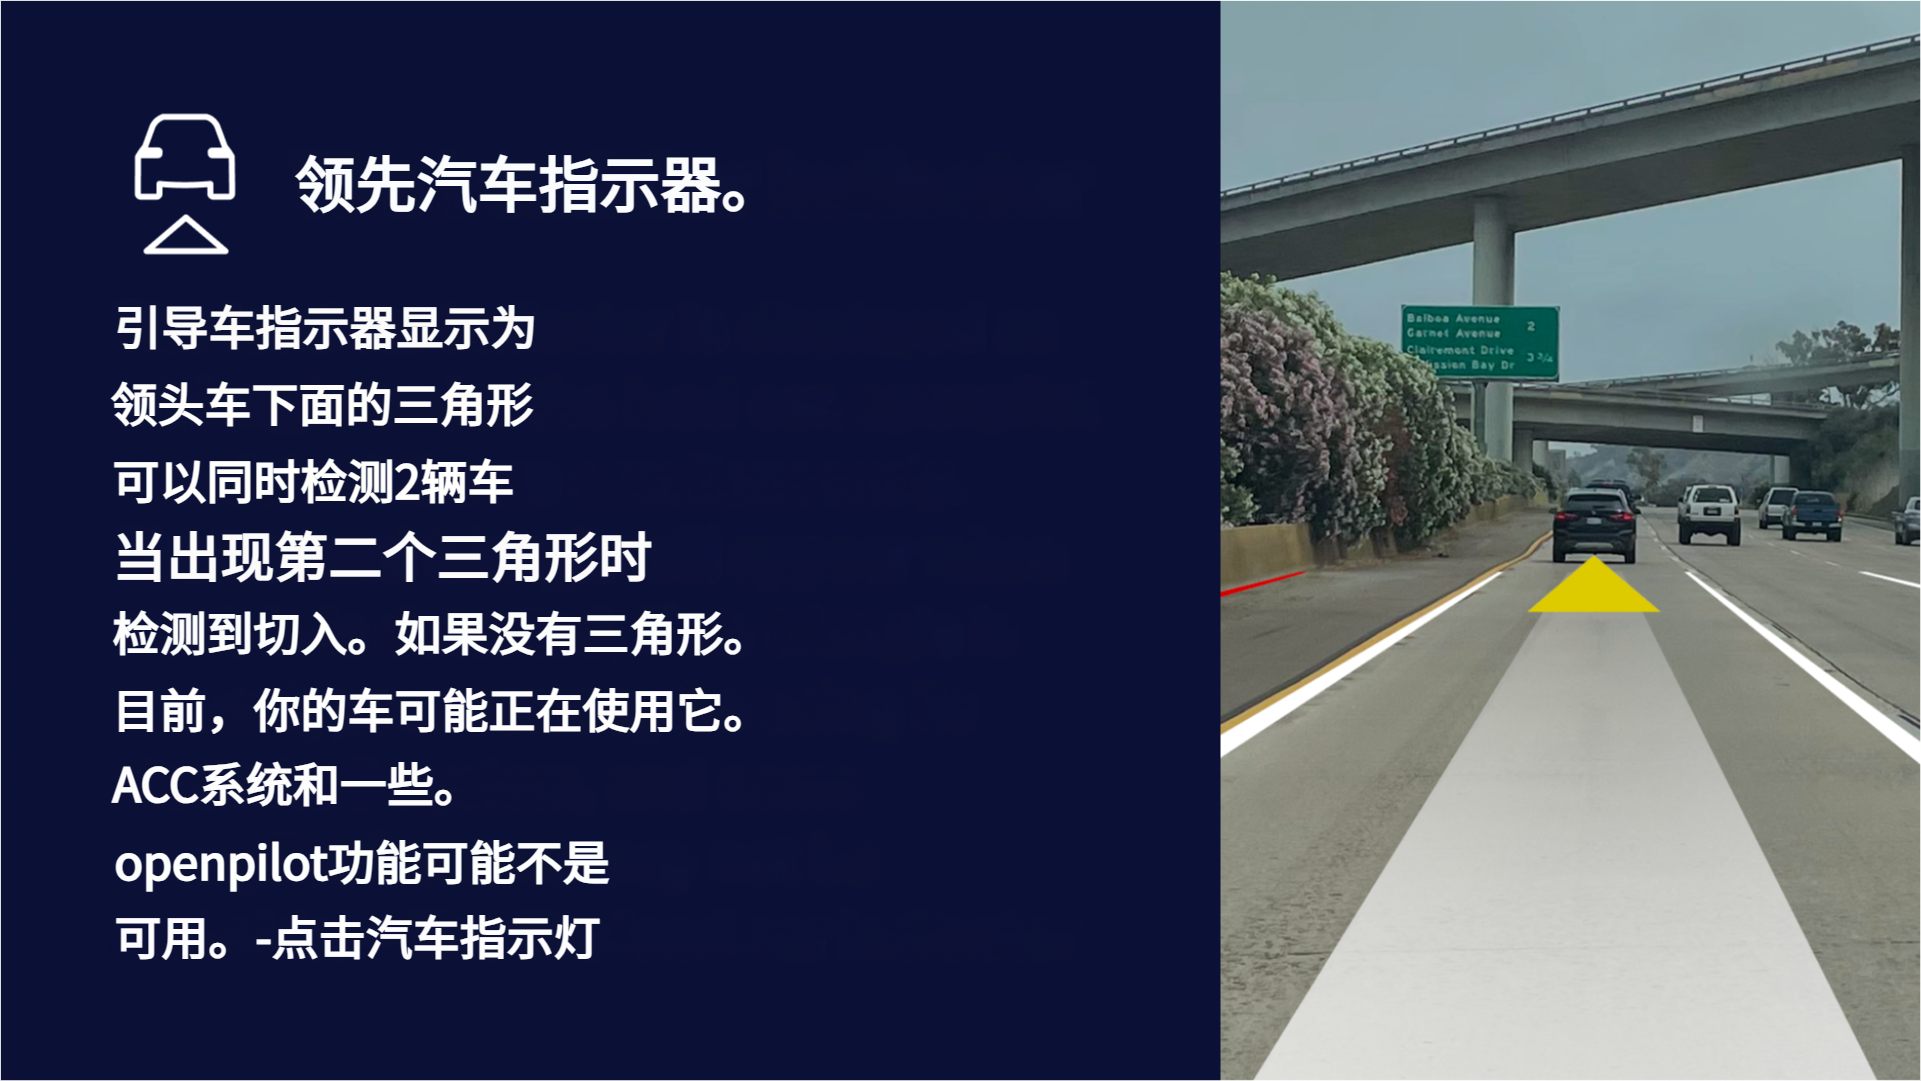 领先汽车指示器。
引导车指示器显示为
领头车下面的三角形
可以同时检测2辆车
当出现第二个三角形时
检测到切入。如果没有三角形。
目前，你的车可能正在使用它。
ACC系统和一些。
openpilot功能可能不是
可用。-点击汽车指示灯
Balboa Avenue 2
Garnet Avenue
Clairemont Drive 3 3/4
Bay Dr